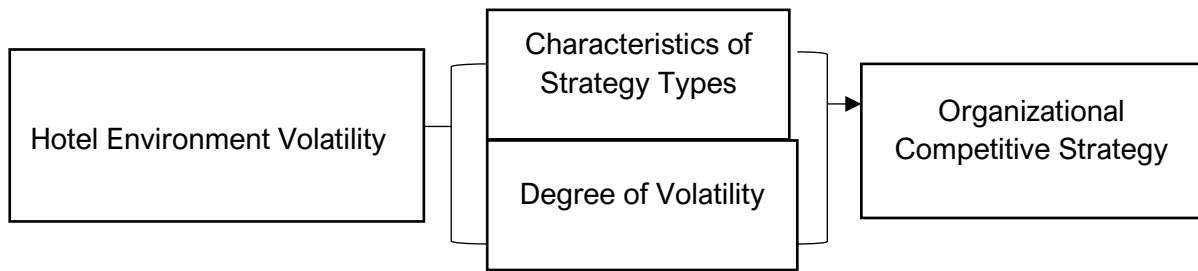 Hotel Environment Volatility
Characteristics of
Strategy Types
Degree of Volatility
Organizational
Competitive Strategy